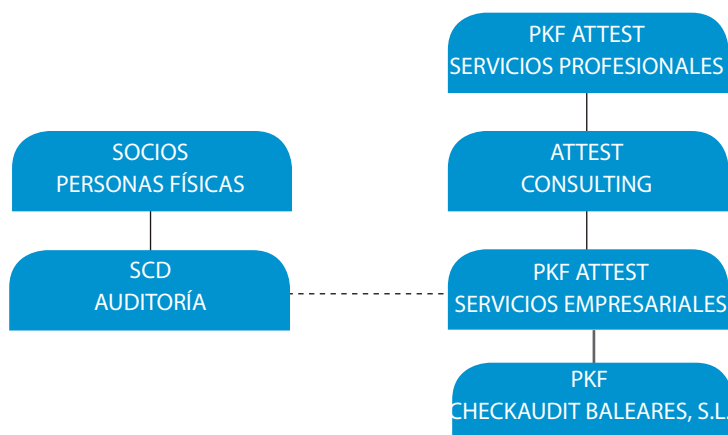 PKF ATTEST
SERVICIOS PROFESIONALES
SOCIOS
PERSONAS FÍSICAS
ATTEST
CONSULTING
SCD
AUDITORÍA
PKF ATTEST
SERVICIOS EMPRESARIALES
PKF
CHECKAUDIT BALEARES, S.L.